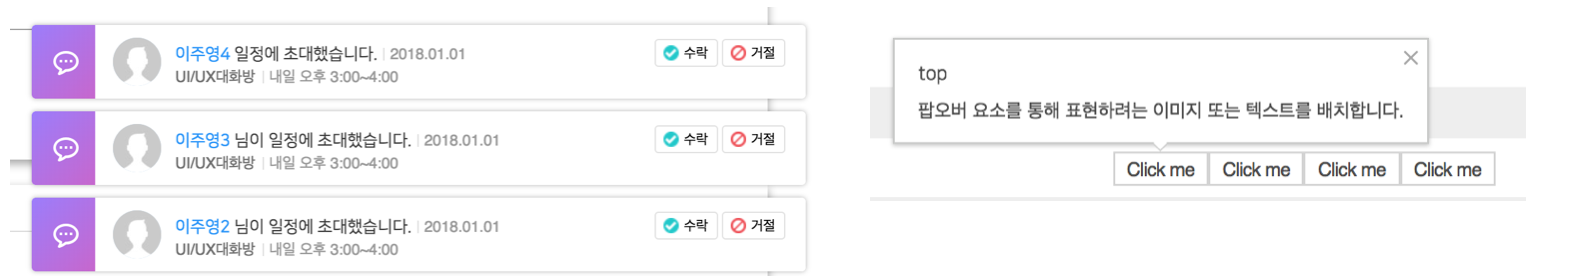 이주영4 일정에 초대했습니다. | 2018.01.01
UI/UX대화방 | 내일 오후 3:00~4:00
수락 거절
이주영3 님이 일정에 초대했습니다. | 2018.01.01
UI/UX대화방 | 내일 오후 3:00~4:00
수락 거절
이주영2 님이 일정에 초대했습니다. | 2018.01.01
UI/UX대화방 | 내일 오후 3:00~4:00
수락 거절
top
팝오버 요소를 통해 표현하려는 이미지 또는 텍스트를 배치합니다.
Click me Click me Click me Click me